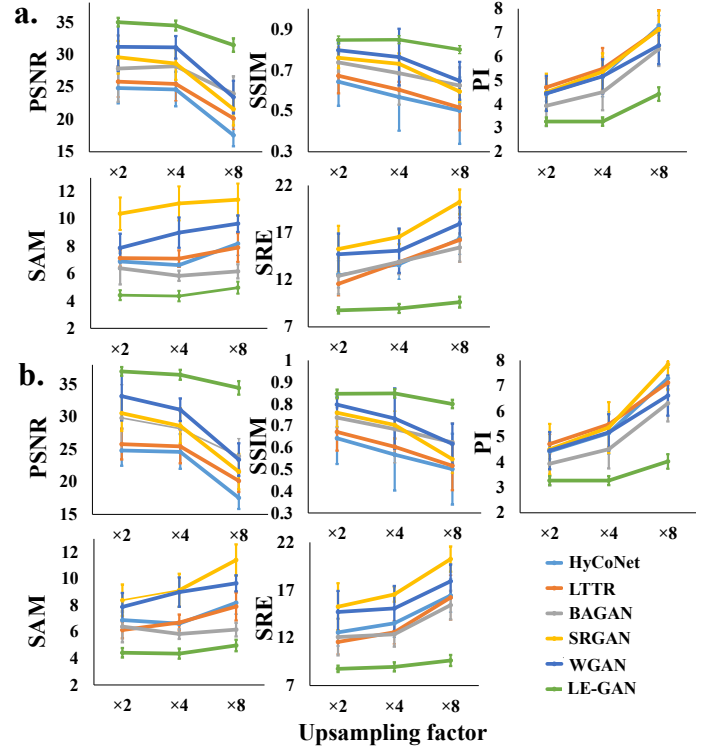 a.
PSNR
35
30
25
20
15
×2 ×4 ×8
SSIM
0.9
0.7
0.5
0.3
×2 ×4 ×8
PI
8
7
6
5
4
3
2
×2 ×4 ×8
SAM
12
10
8
6
4
2
×2 ×4 ×8
SRE
22
17
12
7
×2 ×4 ×8
b.
PSNR
35
30
25
20
15
×2 ×4 ×8
SSIM
1
0.9
0.8
0.7
0.6
0.5
0.4
0.3
×2 ×4 ×8
PI
8
7
6
5
4
3
2
×2 ×4 ×8
SAM
12
10
8
6
4
2
×2 ×4 ×8
SRE
22
17
12
7
×2 ×4 ×8
HyCoNet
LTTR
BAGAN
SRGAN
WGAN
LE-GAN
Upsampling factor